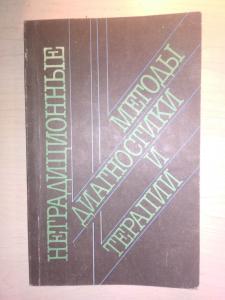 НЕТРАДИЦИОННЫЕ
МЕТОДЫ
ДИАГНОСТИКИ
И
ТЕРАПИИ